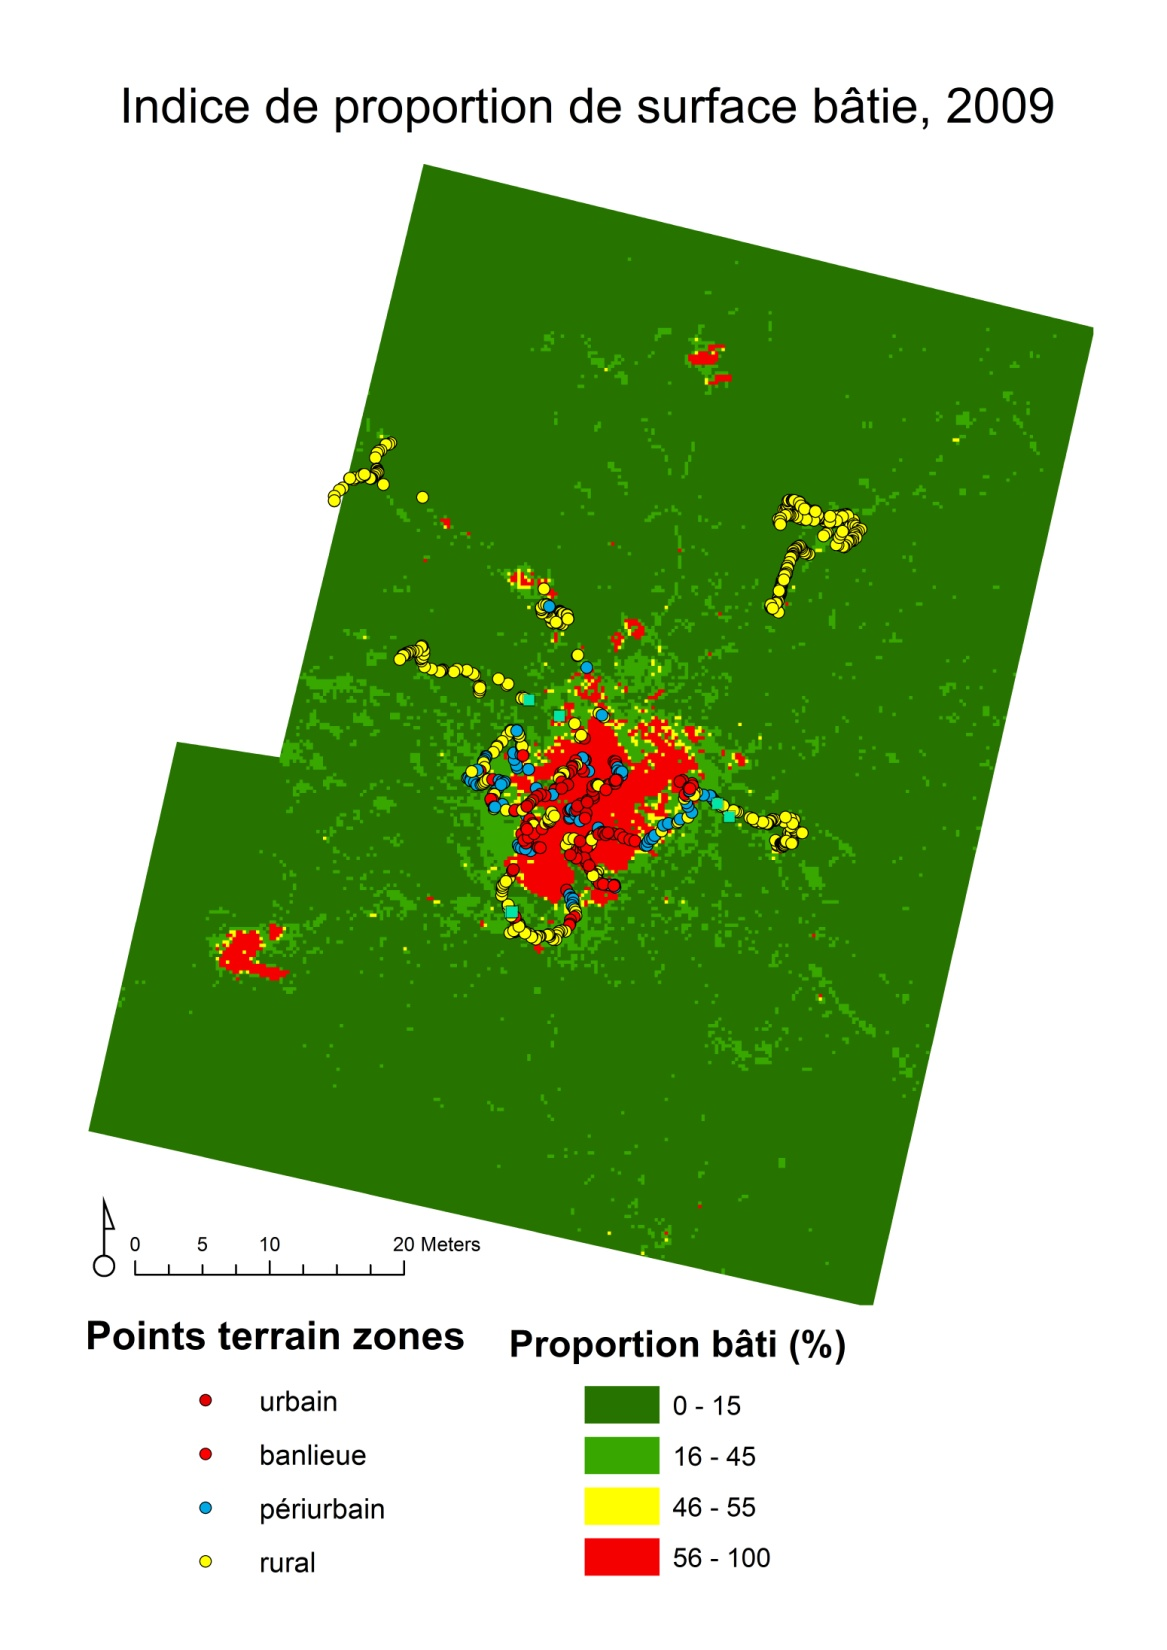 Indice de proportion de surface bâtie, 2009
0 5 10 20 Meters
Points terrain zones
urbain
banlieue
périurbain
rural
Proportion bâti (%)
0 - 15
16 - 45
46 - 55
56 - 100